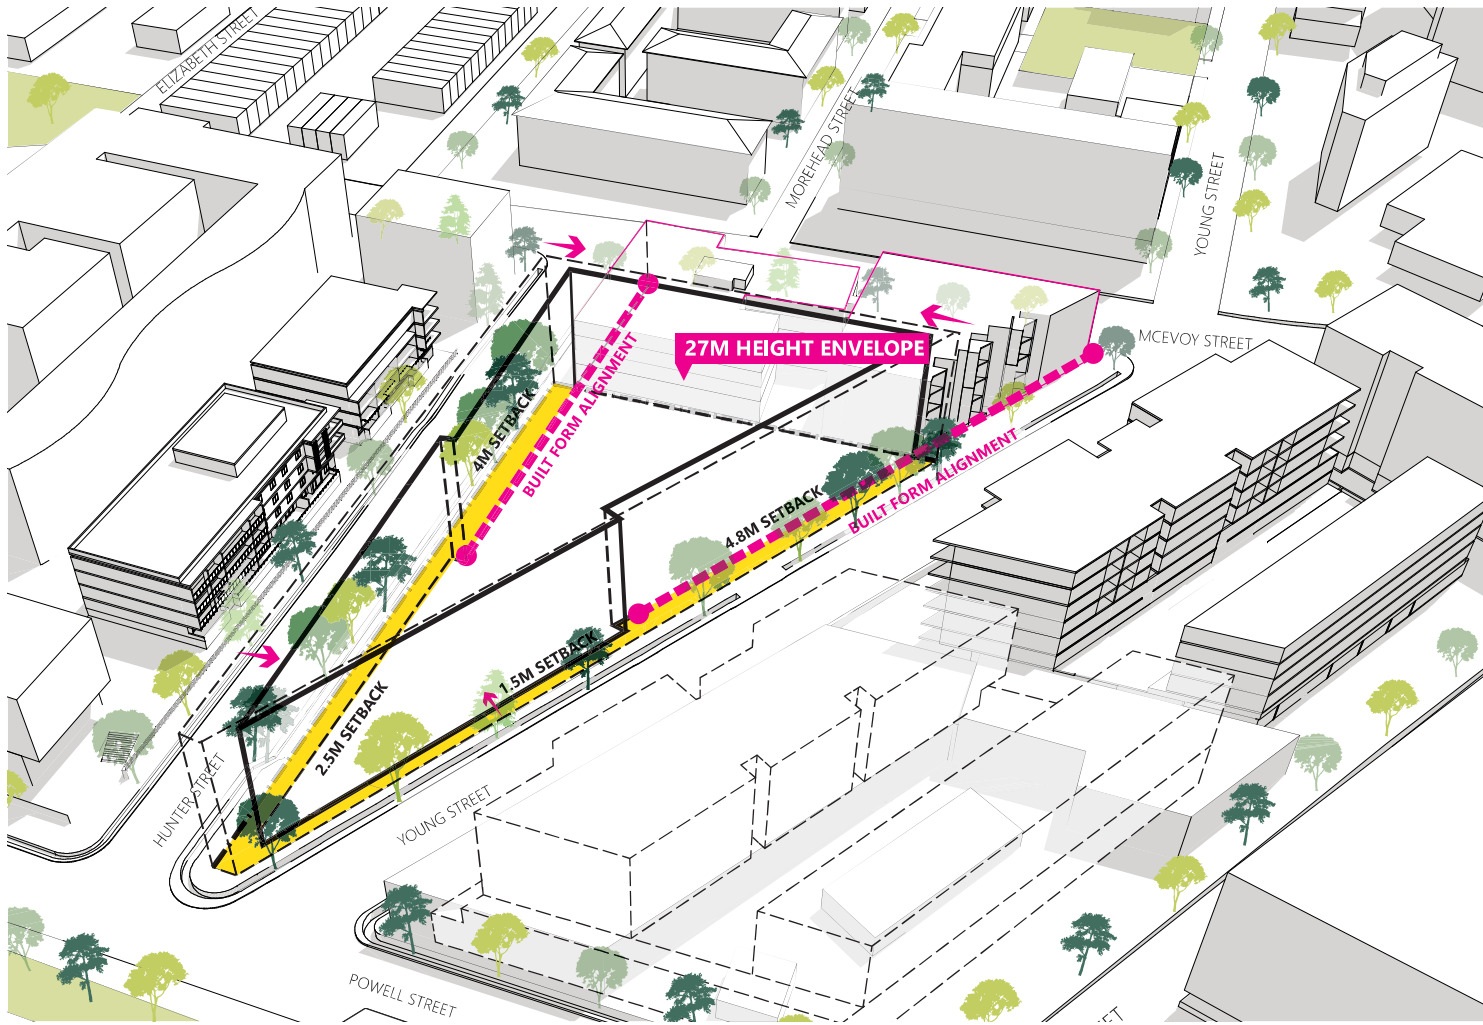 ELIZABETH STREET
MOREHEAD STREET
YOUNG STREET
MCEVOY STREET
27M HEIGHT ENVELOPE
4M SETBACK
BUILT FORM ALIGNMENT
4.8M SETBACK
BUILT FORM ALIGNMENT
1.5M SETBACK
2.5M SETBACK
HUNTER STREET
YOUNG STREET
POWELL STREET
STREET